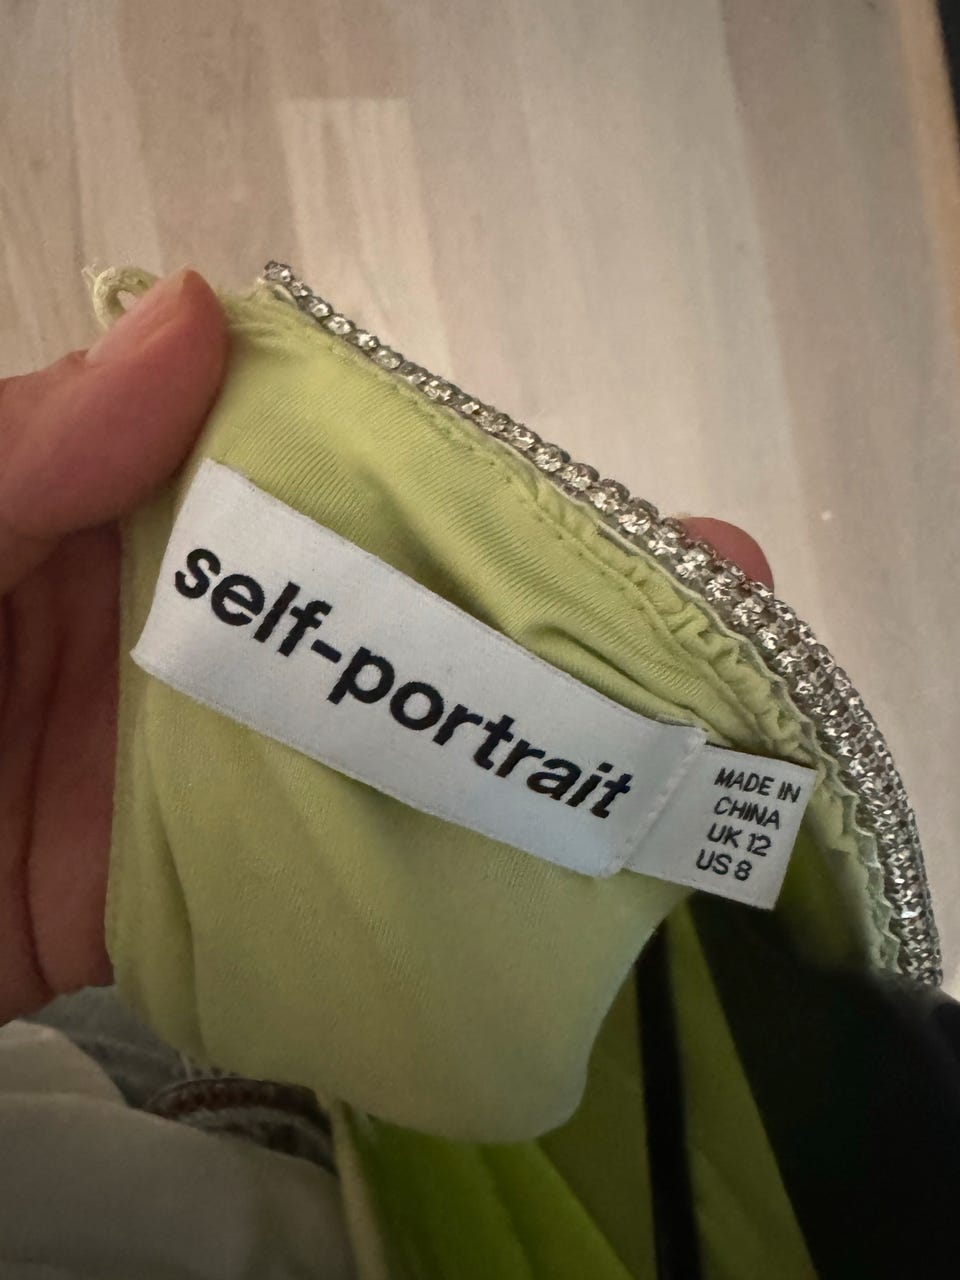 self-portrait
MADE IN
CHINA
UK 12
US 8